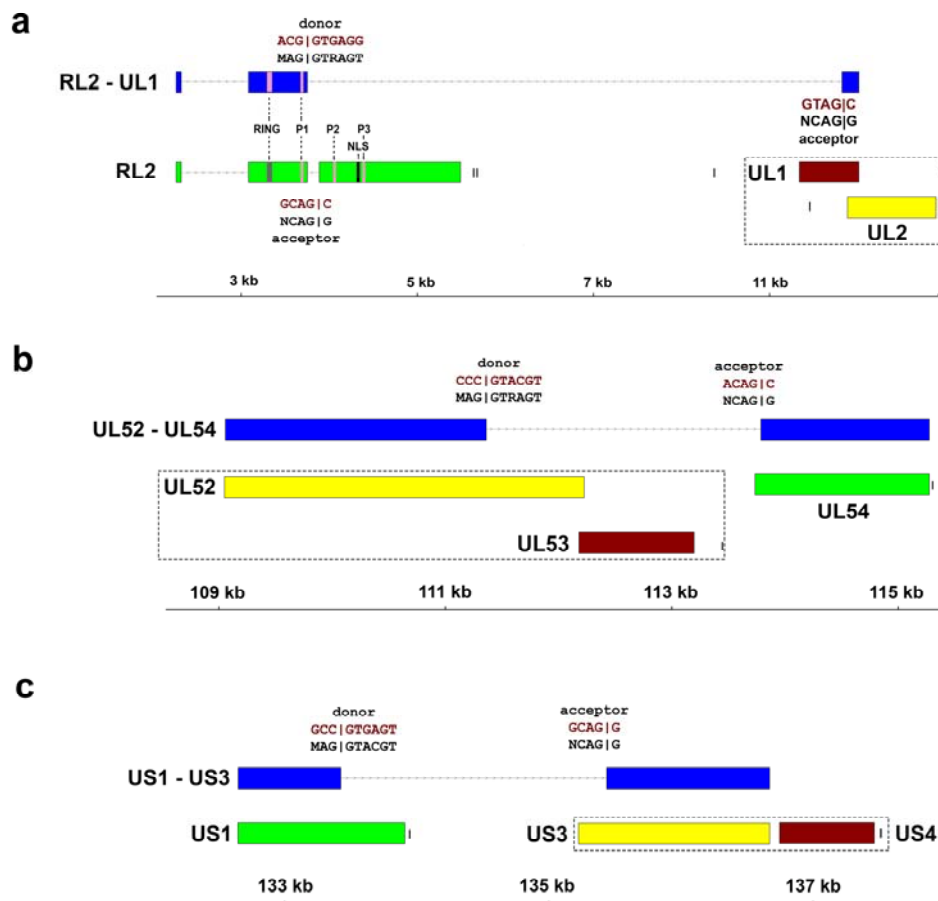 a
donor
ACG|GTGAGG
MAG|GTRAGT
RL2 - UL1
GTAG|C
NCAG|G
acceptor
RING P1 P2 P3
NLS
RL2
II
I
UL1
I
UL2
GCAG|C
NCAG|G
acceptor
3 kb 5 kb 7 kb 11 kb
b
donor
CCC|GTACGT
MAG|GTRAGT
acceptor
ACAG|C
NCAG|G
UL52 - UL54
UL52
I
UL54
UL53
I
109 kb 111 kb 113 kb 115 kb
c
donor
GCC|GTGAGT
MAG|GTACGT
acceptor
GCAG|G
NCAG|G
US1 - US3
US1 I US3 I US4
133 kb 135 kb 137 kb